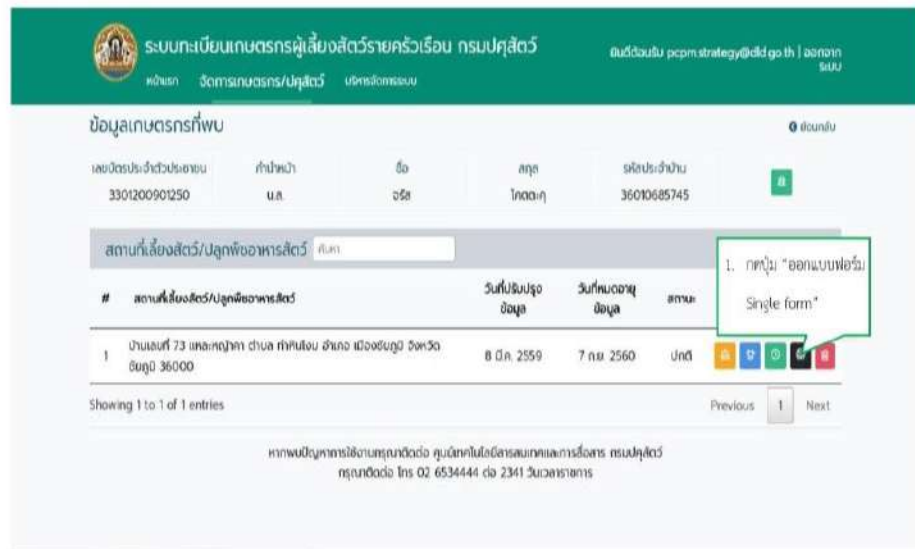 ระบบทะเบียนเกษตรกรผู้เลี้ยงสัตว์รายครัวเรือน กรมปศุสัตว์
ยินดีต้อนรับ pcpm.strategy@dld.go.th | ออกจากระบบ
หน้าแรก จัดการเกษตรกร/ปศุสัตว์ บริหารจัดการระบบ
ข้อมูลเกษตรกรที่พบ
ย้อนกลับ
เลขบัตรประจำตัวประชาชน คำนำหน้า ชื่อ สกุล รหัสประจำบ้าน
3301200901250 น.ส. จรัส โคตตะกุ 36010685745
สถานที่เลี้ยงสัตว์/ปลูกพืชอาหารสัตว์ ค้นหา
1. กดปุ่ม "ออกแบบฟอร์ม
Single form"
# สถานที่เลี้ยงสัตว์/ปลูกพืชอาหารสัตว์ วันที่ปรับปรุงข้อมูล วันที่หมดอายุข้อมูล สถานะ
1 บ้านเลขที่ 73 ตำบล ท่าหินโงม อำเภอ เมืองชัยภูมิ จังหวัด
ชัยภูมิ 36000
8 มี.ค. 2559 7 ก.ย. 2560 ปกติ
Showing 1 to 1 of 1 entries
Previous 1 Next
หากพบปัญหาการใช้งานกรุณาติดต่อ ศูนย์เทคโนโลยีสารสนเทศและการสื่อสาร กรมปศุสัตว์
กรุณาติดต่อ โทร 02 6534444 ต่อ 2341 วันเวลาราชการ